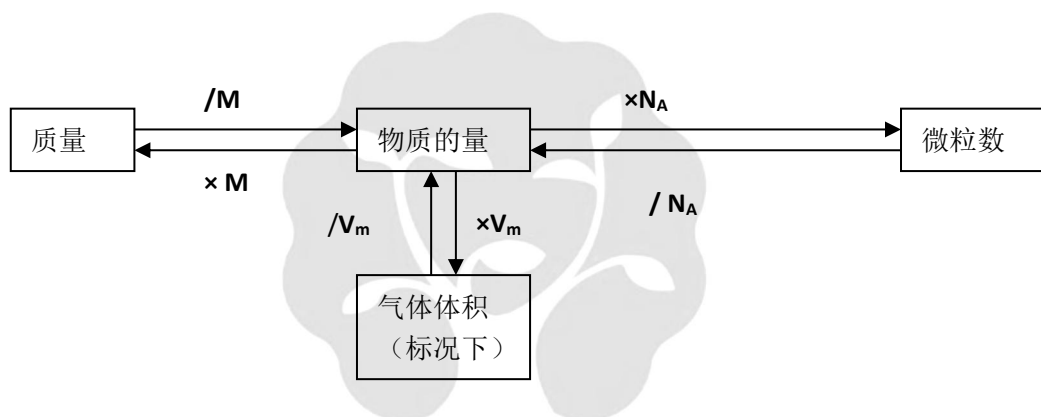 /M
×N_A
质量
物质的量
微粒数
× M
/ N_A
/V_m
×V_m
气体体积
（标况下）